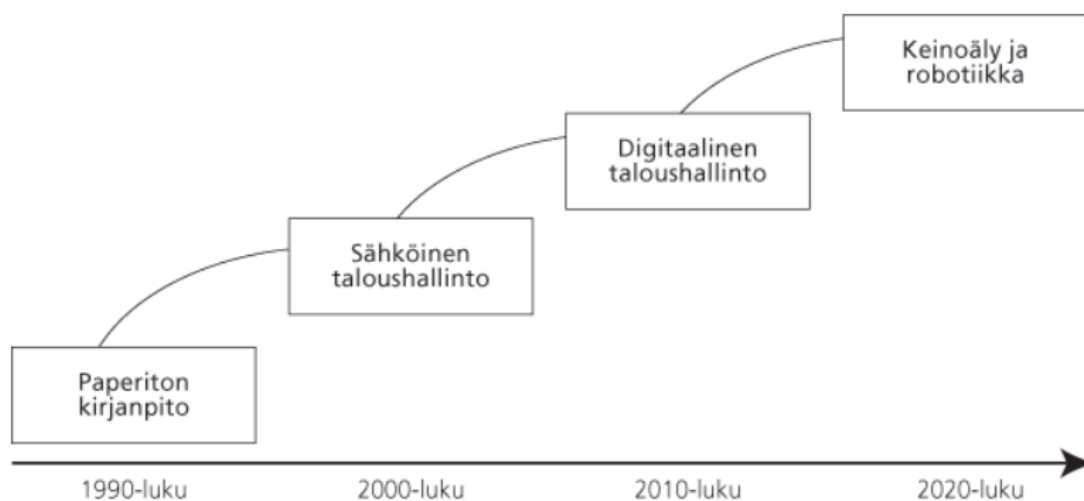 Keinoäly ja
robotiikka
Digitaalinen
taloushallinto
Sähköinen
taloushallinto
Paperiton
kirjanpito
1990-luku 2000-luku 2010-luku 2020-luku